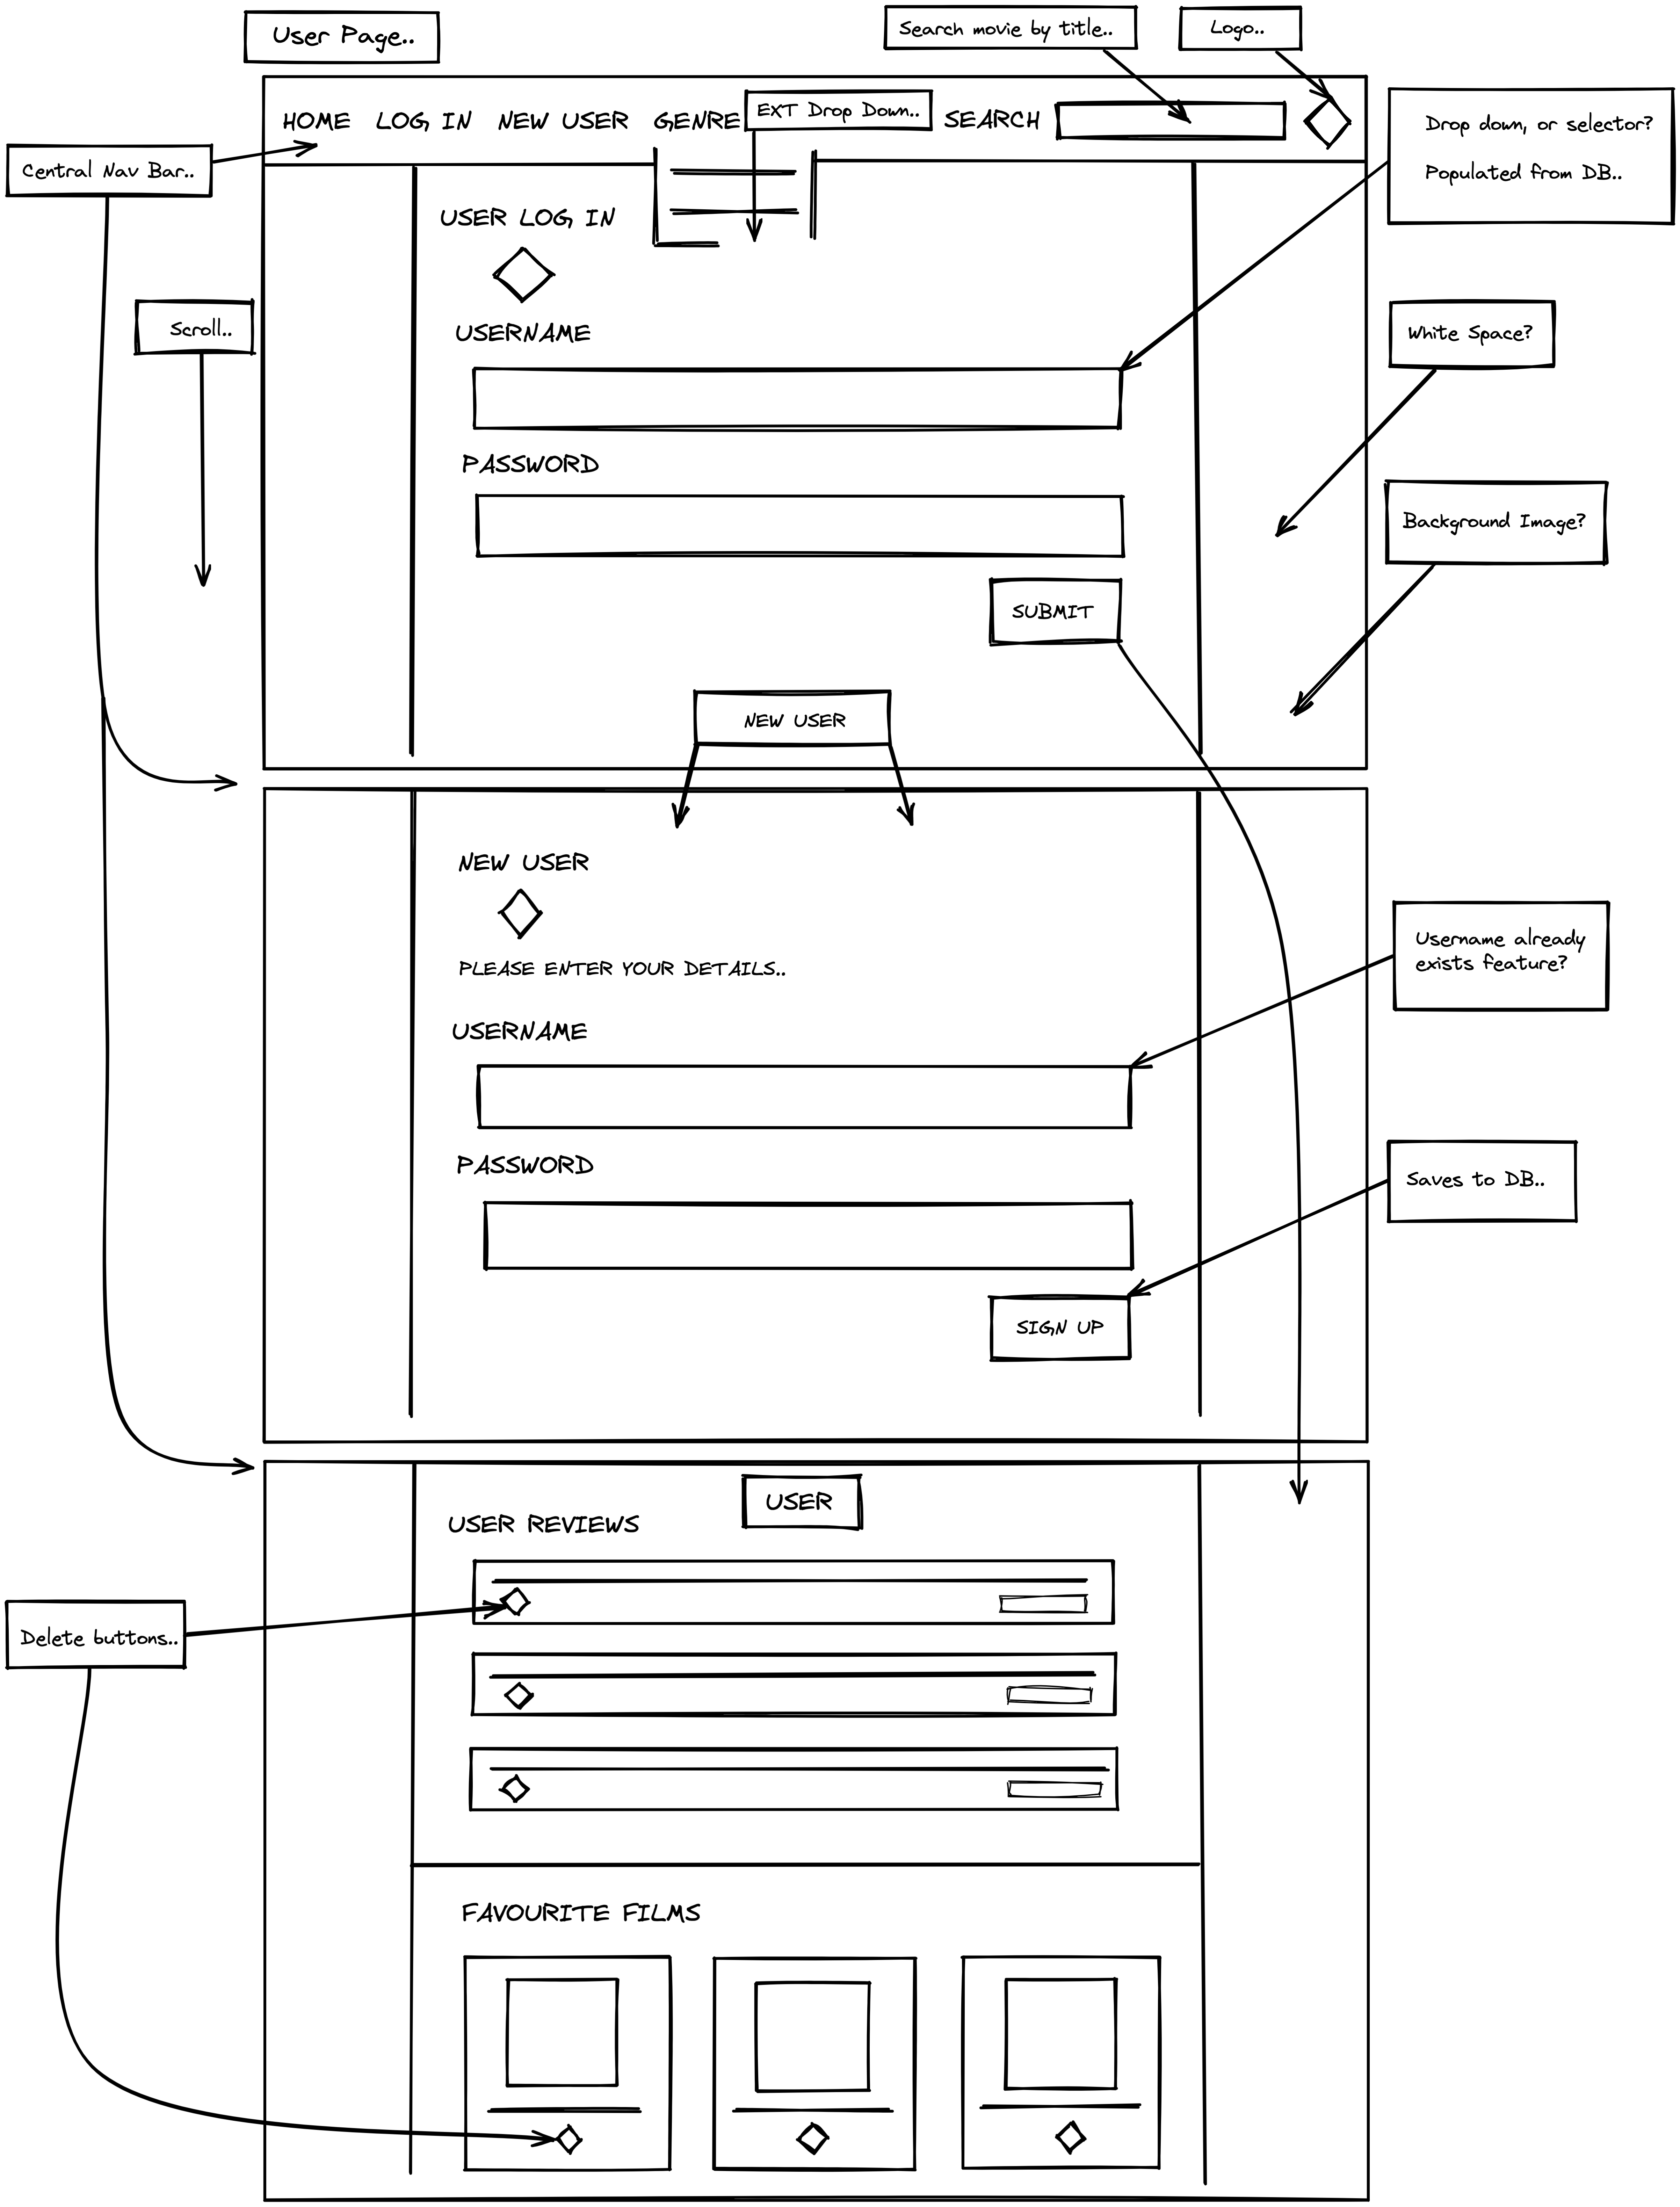 User Page..
Search movie by title..
Logo..
HOME LOG IN NEW USER GENRE EXT Drop Down.. SEARCH
Drop down, or selector?
Populated from DB..
Central Nav Bar..
USER LOG IN
Scroll..
USERNAME
White Space?
PASSWORD
Background Image?
SUBMIT
NEW USER
NEW USER
PLEASE ENTER YOUR DETAILS..
Username already
exists feature?
USERNAME
PASSWORD
Saves to DB..
SIGN UP
USER
USER REVIEWS
Delete buttons..
FAVOURITE FILMS